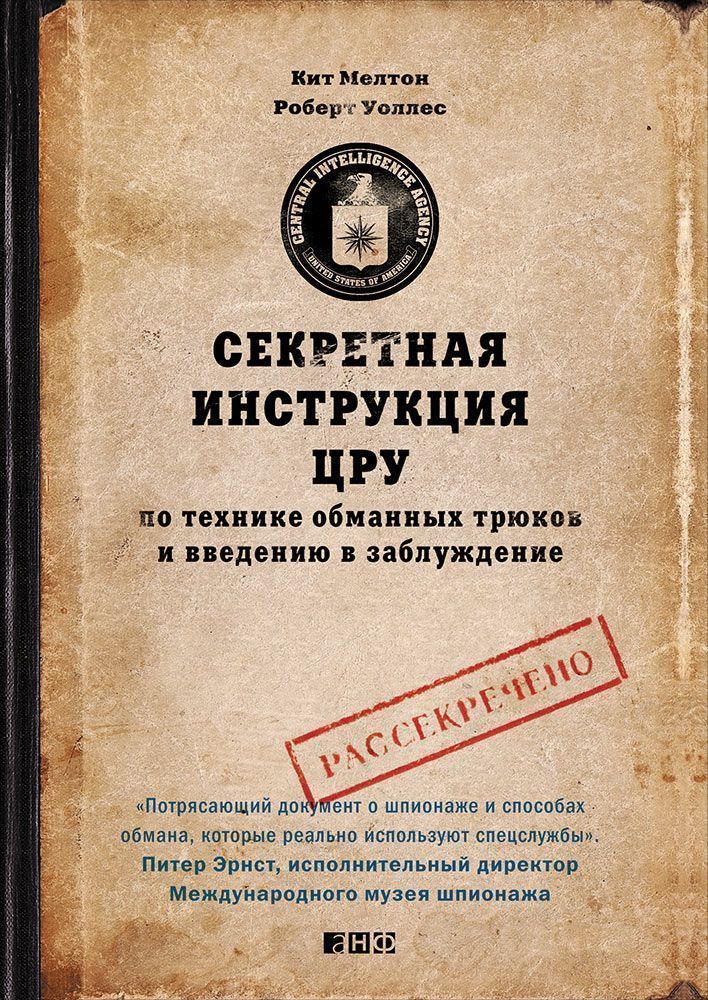 Кит Мелтон
Роберт Уоллес
CENTRAL INTELLIGENCE AGENCY
UNITED STATES OF AMERICA
СЕКРЕТНАЯ
ИНСТРУКЦИЯ
ЦРУ
по технике обманных трюков
и введению в заблуждение
РАССЕКРЕЧЕНО
«Потрясающий документ о шпионаже и способах
обмана, которые реально используют спецслужбы».
Питер Эрнст, исполнительный директор
Международного музея шпионажа
АНФ